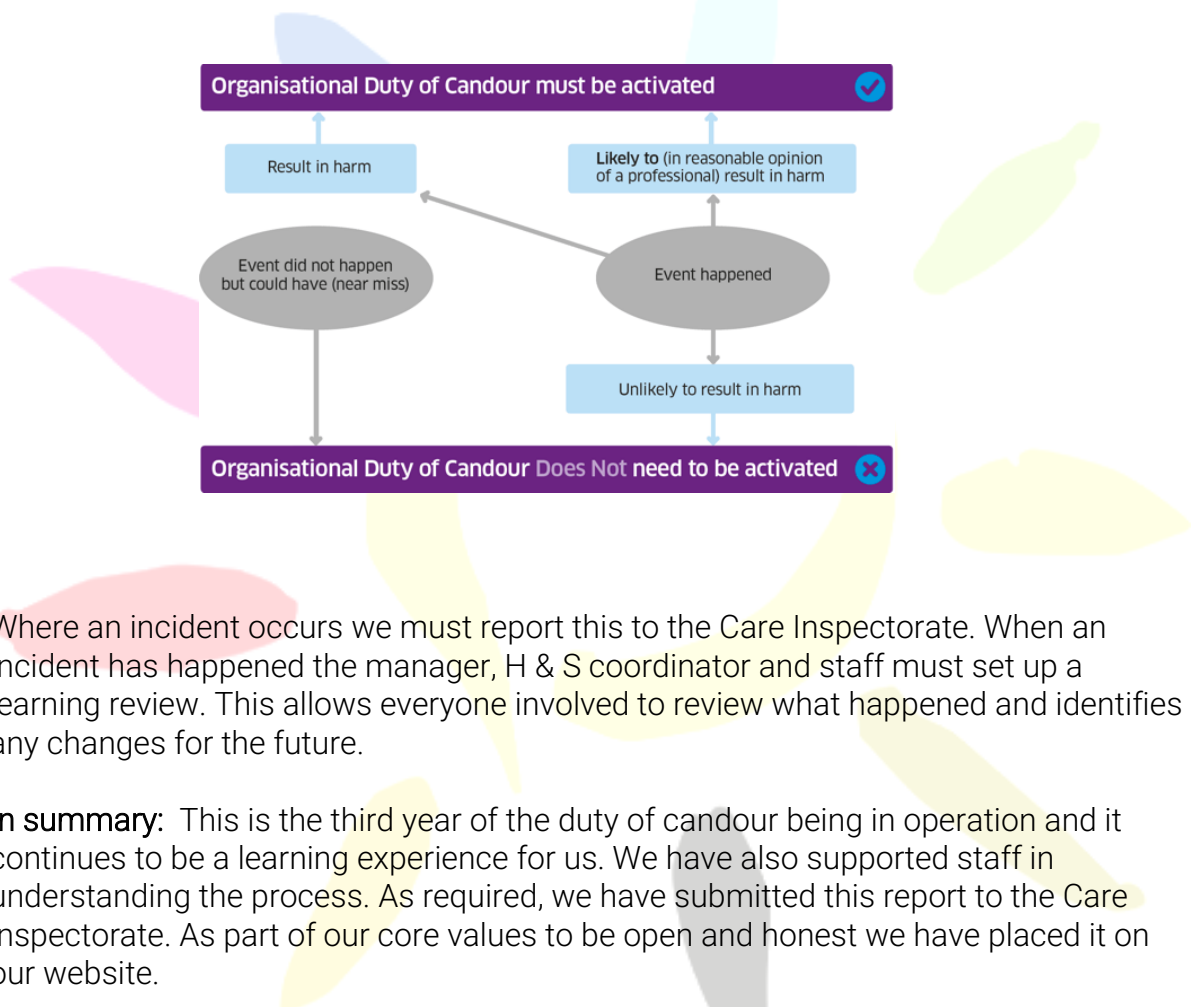 Organisational Duty of Candour must be activated
Result in harm
Likely to (in reasonable opinion
of a professional) result in harm
Event did not happen
but could have (near miss)
Event happened
Unlikely to result in harm
Organisational Duty of Candour Does Not need to be activated
Where an incident occurs we must report this to the Care Inspectorate. When an
ncident has happened the manager, H & S coordinator and staff must set up a
earning review. This allows everyone involved to review what happened and identifies
any changes for the future.
n summary: This is the third year of the duty of candour being in operation and it
continues to be a learning experience for us. We have also supported staff in
understanding the process. As required, we have submitted this report to the Care
nspectorate. As part of our core values to be open and honest we have placed it on
our website.